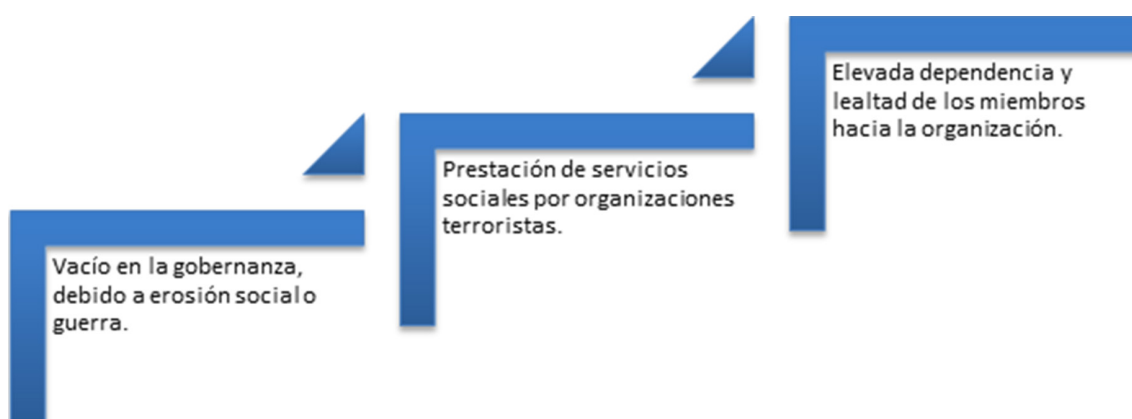 Vacío en la gobernanza,
debido a erosión social o
guerra.
Prestación de servicios
sociales por organizaciones
terroristas.
Elevada dependencia y
lealtad de los miembros
hacia la organización.